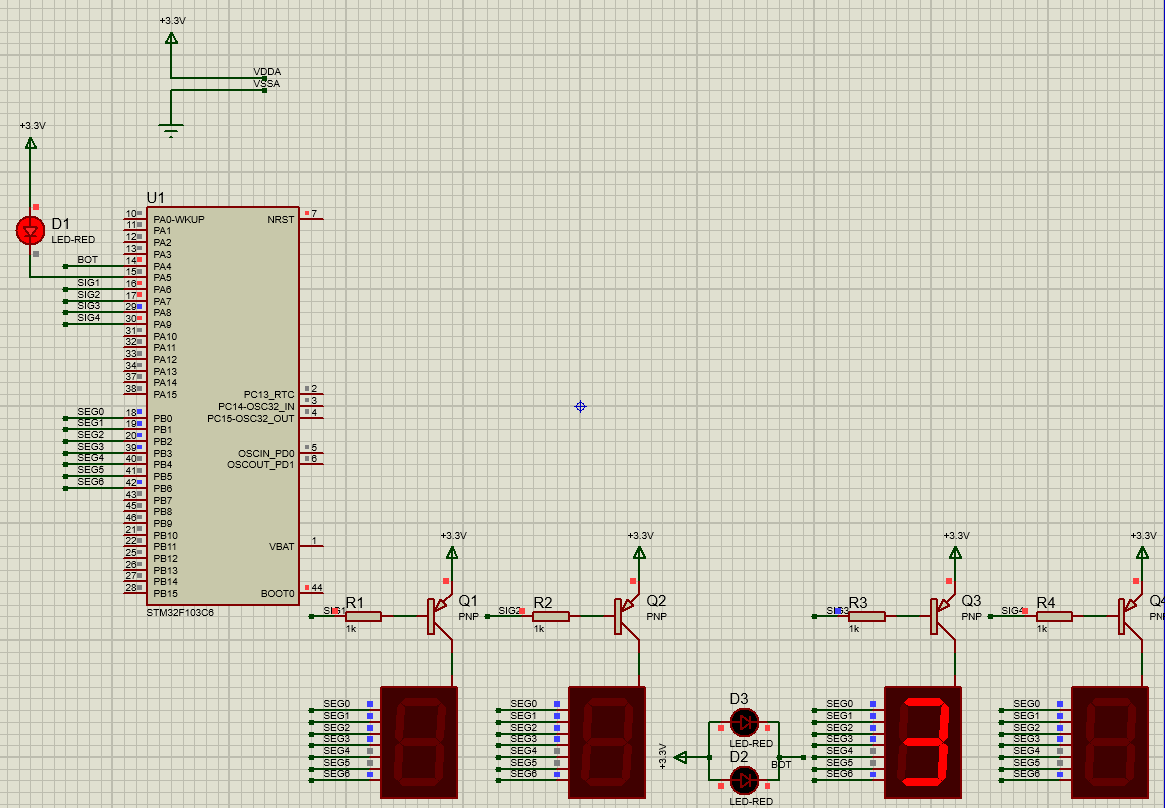 +3.3V
VDDA
VSSA
+3.3V
D1
LED-RED
U1
10 PA0-WKUP NRST 7
11 PA1
12 PA2
13 PA3
BOT 14 PA4
15 PA5
SIG1 16 PA6
SIG2 17 PA7
SIG3 29 PA8
SIG4 30 PA9
31 PA10
32 PA11
33 PA12
34 PA13
37 PA14
38 PA15 PC13_RTC 2
PC14-OSC32_IN 3
SEG0 18 PB0 PC15-OSC32_OUT 4
SEG1 19 PB1
SEG2 20 PB2
SEG3 39 PB3 OSCIN_PD0 5
SEG4 40 PB4 OSCOUT_PD1 6
SEG5 41 PB5
SEG6 42 PB6
43 PB7
45 PB8
46 PB9
21 PB10
22 PB11 VBAT 1
25 PB12
26 PB13
27 PB14
28 PB15 BOOT0 44
STM32F103C6
+3.3V +3.3V +3.3V +3.3V
SIG1 R1 1k Q1 PNP
SIG2 R2 1k Q2 PNP
SIG3 R3 1k Q3 PNP
SIG4 R4 1k
SEG0
SEG1
SEG2
SEG3
SEG4
SEG5
SEG6
SEG0
SEG1
SEG2
SEG3
SEG4
SEG5
SEG6
+3.3V
D3
LED-RED
D2
LED-RED
BOT
SEG0
SEG1
SEG2
SEG3
SEG4
SEG5
SEG6
3
SEG0
SEG1
SEG2
SEG3
SEG4
SEG5
SEG6